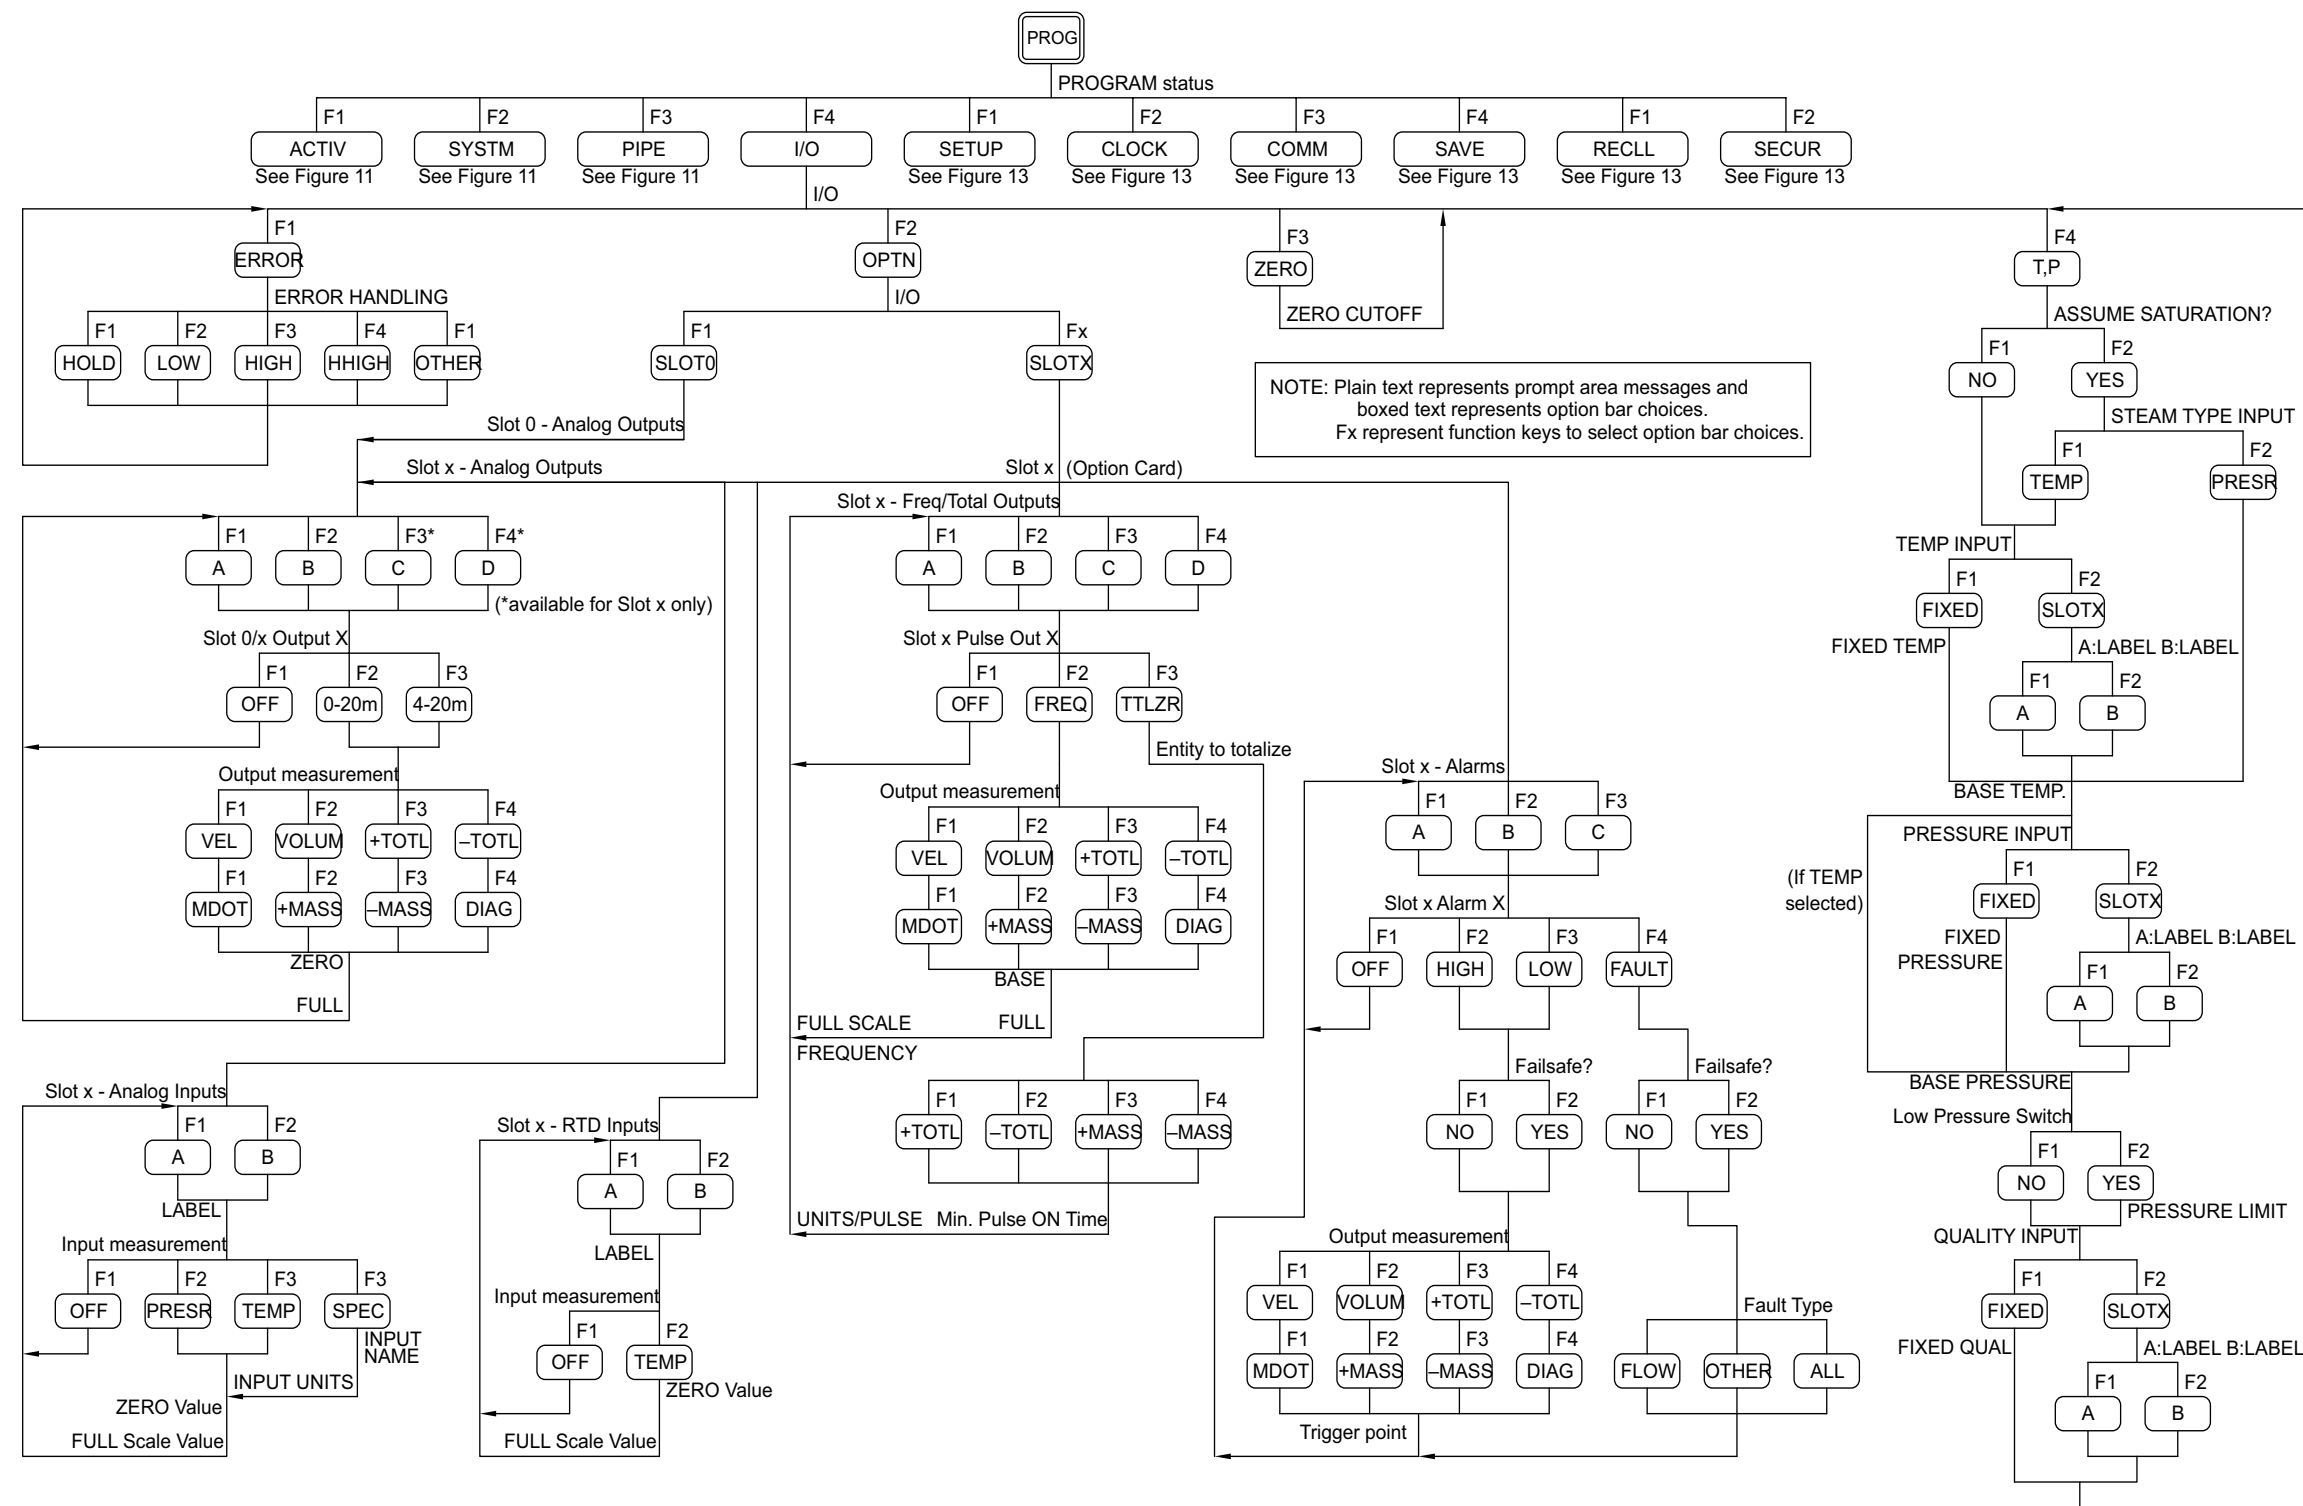 PROG
PROGRAM status
F1 F2 F3 F4 F1 F2 F3 F4 F1 F2
ACTIV SYSTM PIPE I/O SETUP CLOCK COMM SAVE RECLL SECUR
See Figure 11 See Figure 11 See Figure 11 See Figure 13 See Figure 13 See Figure 13 See Figure 13 See Figure 13 See Figure 13
I/O
F1 F2 F3 F4
ERROR OPTN ZERO T,P
ERROR HANDLING
F1 F2 F3 F4 F1
HOLD LOW HIGH HHIGH OTHER
I/O
F1 Fx
SLOT0 SLOTX
ZERO CUTOFF
NOTE: Plain text represents prompt area messages and
boxed text represents option bar choices.
Fx represent function keys to select option bar choices.
Slot 0 - Analog Outputs
Slot x - Analog Outputs
Slot x (Option Card)
F1 F2 F3* F4*
A B C D
(*available for Slot x only)
Slot 0/x Output X
F1 F2 F3
OFF 0-20m 4-20m
Output measurement
F1 F2 F3 F4
VEL VOLUM +TOTL –TOTL
F1 F2 F3 F4
MDOT +MASS –MASS DIAG
ZERO
FULL
Slot x - Analog Inputs
F1 F2
A B
LABEL
Input measurement
F1 F2 F3 F3
OFF PRESR TEMP SPEC
INPUT
NAME
INPUT UNITS
ZERO Value
FULL Scale Value
Slot x - RTD Inputs
F1 F2
A B
LABEL
Input measurement
F1 F2
OFF TEMP
ZERO Value
FULL Scale Value
Slot x - Freq/Total Outputs
F1 F2 F3 F4
A B C D
Slot x Pulse Out X
F1 F2 F3
OFF FREQ TTLZR
Entity to totalize
Output measurement
F1 F2 F3 F4
VEL VOLUM +TOTL –TOTL
F1 F2 F3 F4
MDOT +MASS –MASS DIAG
BASE
FULL SCALE FULL
FREQUENCY
F1 F2 F3 F4
+TOTL –TOTL +MASS –MASS
UNITS/PULSE Min. Pulse ON Time
Slot x - Alarms
F1 F2 F3
A B C
Slot x Alarm X
F1 F2 F3 F4
OFF HIGH LOW FAULT
Failsafe? Failsafe?
F1 F2 F1 F2
NO YES NO YES
Output measurement
F1 F2 F3 F4
VEL VOLUM +TOTL –TOTL
F1 F2 F3 F4
MDOT +MASS –MASS DIAG
Fault Type
FLOW OTHER ALL
Trigger point
ASSUME SATURATION?
F1 F2
NO YES
STEAM TYPE INPUT
F1 F2
TEMP PRESR
TEMP INPUT
F1 F2
FIXED SLOTX
FIXED TEMP A:LABEL B:LABEL
F1 F2
A B
BASE TEMP.
PRESSURE INPUT
(If TEMP
selected)
F1 F2
FIXED SLOTX
FIXED
PRESSURE
A:LABEL B:LABEL
F1 F2
A B
BASE PRESSURE
Low Pressure Switch
F1 F2
NO YES
PRESSURE LIMIT
QUALITY INPUT
F1 F2
FIXED SLOTX
FIXED QUAL A:LABEL B:LABEL
F1 F2
A B